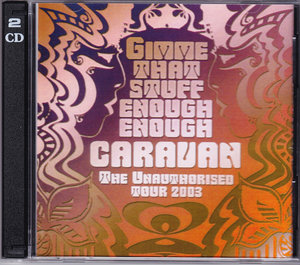 2
CD
GIMME
THAT
STUFF
ENOUGH
ENOUGH
CARAVAN
THE UNAUTHORISED
TOUR 2003